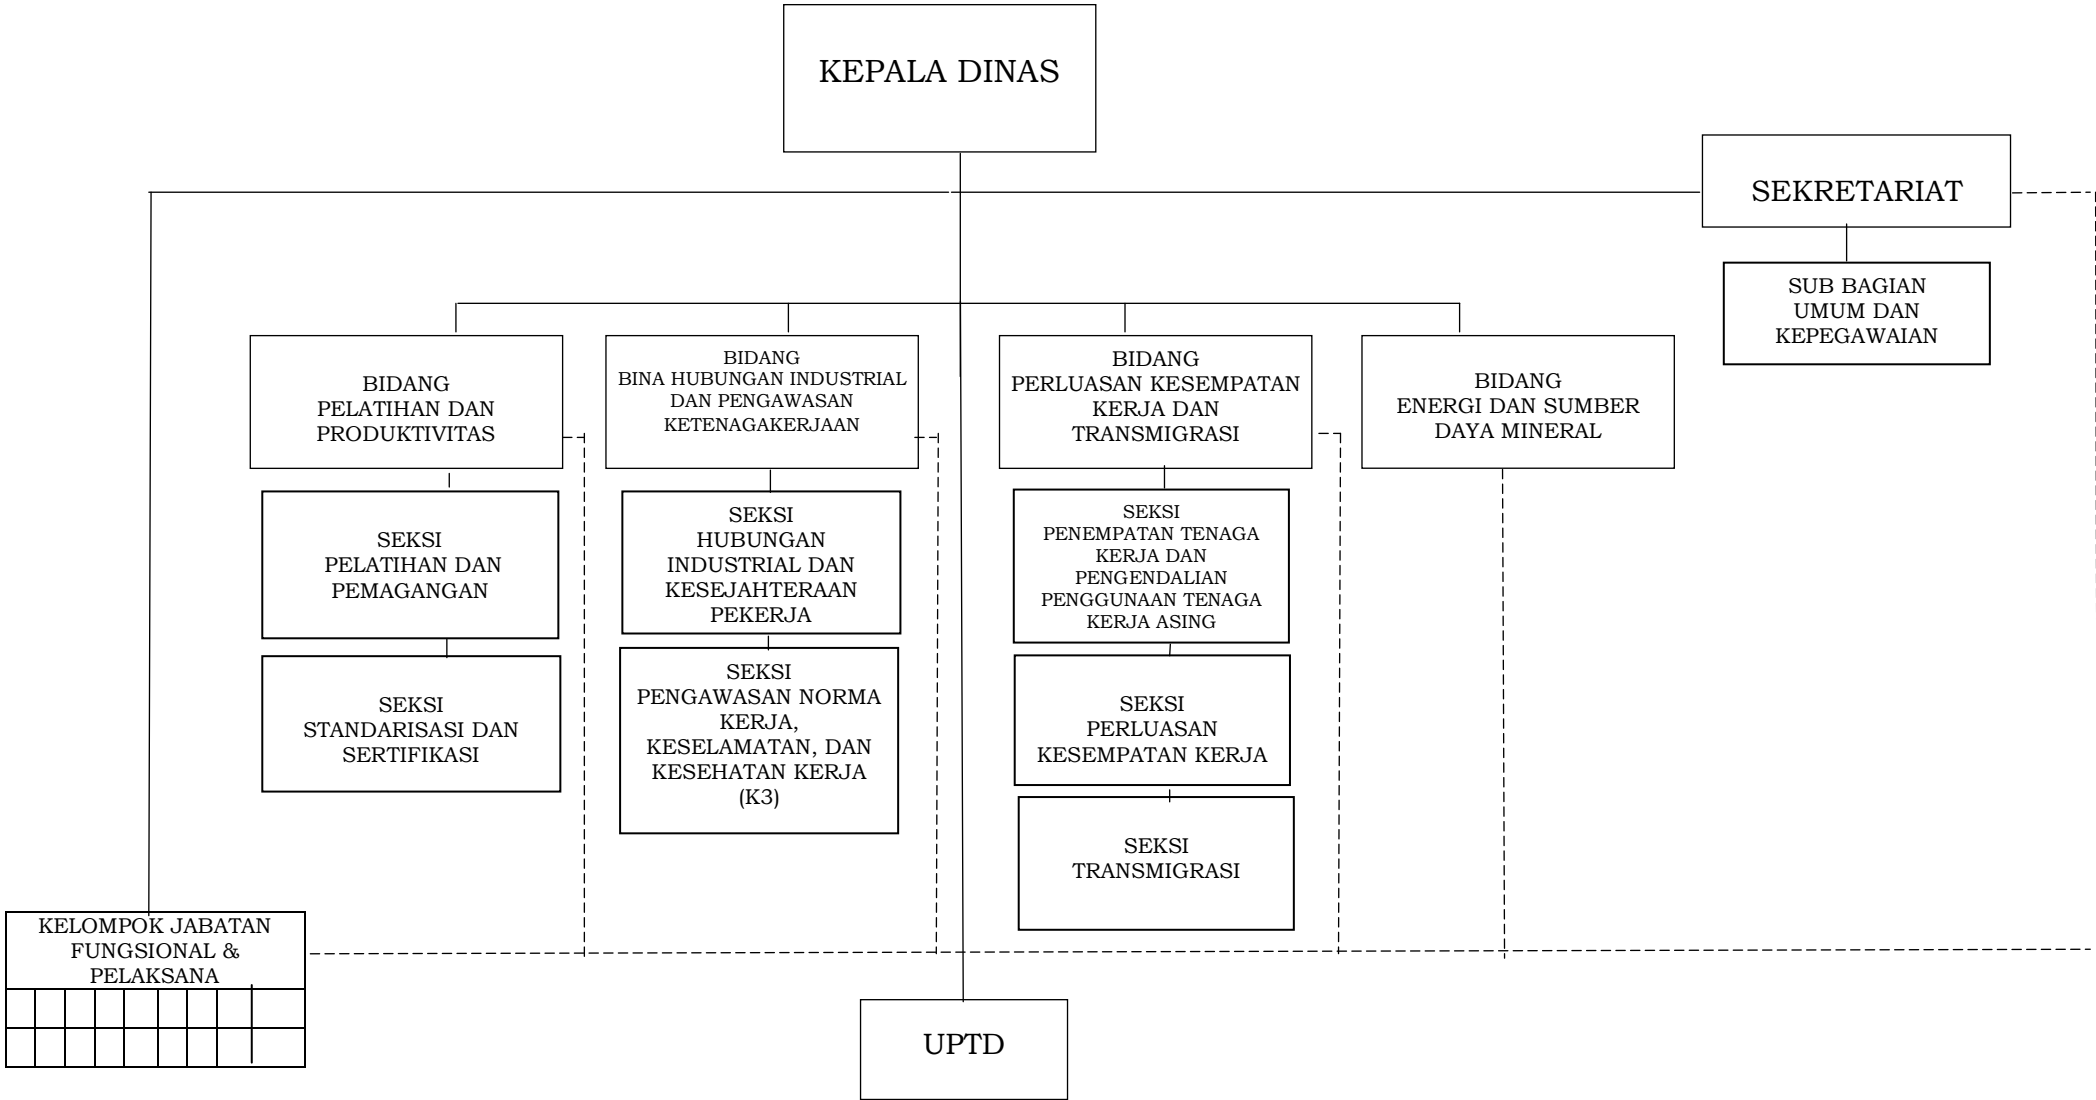 KEPALA DINAS
SEKRETARIAT
SUB BAGIAN
UMUM DAN
KEPEGAWAIAN
BIDANG
PELATIHAN DAN
PRODUKTIVITAS
BIDANG
BINA HUBUNGAN INDUSTRIAL
DAN PENGAWASAN
KETENAGAKERJAAN
BIDANG
PERLUASAN KESEMPATAN
KERJA DAN
TRANSMIGRASI
BIDANG
ENERGI DAN SUMBER
DAYA MINERAL
SEKSI
PELATIHAN DAN
PEMAGANGAN
SEKSI
HUBUNGAN
INDUSTRIAL DAN
KESEJAHTERAAN
PEKERJA
SEKSI
PENEMPATAN TENAGA
KERJA DAN
PENGENDALIAN
PENGGUNAAN TENAGA
KERJA ASING
SEKSI
STANDARISASI DAN
SERTIFIKASI
SEKSI
PENGAWASAN NORMA
KERJA,
KESELAMATAN, DAN
KESEHATAN KERJA
(K3)
SEKSI
PERLUASAN
KESEMPATAN KERJA
SEKSI
TRANSMIGRASI
KELOMPOK JABATAN
FUNGSIONAL &
PELAKSANA
UPTD